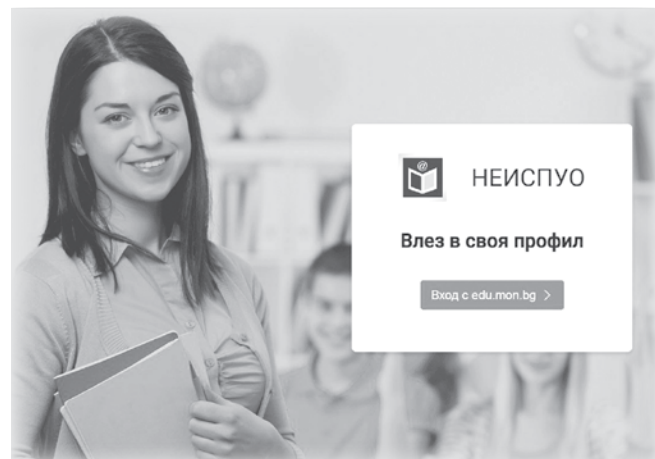 @
НЕИСПУО
Влез в своя профил
Вход с edu.mon.bg >